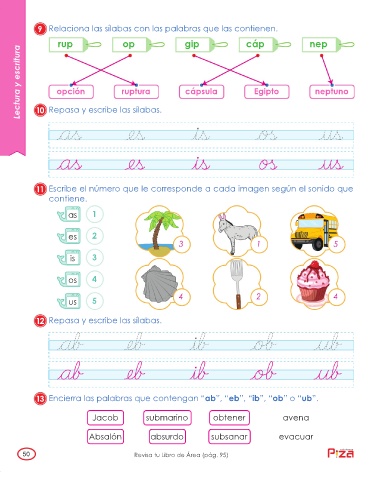 Lectura y escritura
9 Relaciona las sílabas con las palabras que las contienen.
rup op gip cáp nep
opción ruptura cápsula Egipto neptuno
10 Repasa y escribe las sílabas.
as es is os us
as es is os us
11 Escribe el número que le corresponde a cada imagen según el sonido que
contiene.
as 1
es 2
is 3
os 4
us 5
3 1 5
4 2 4
12 Repasa y escribe las sílabas.
ab eb ib ob ub
ab eb ib ob ub
13 Encierra las palabras que contengan “ab”, “eb”, “ib”, “ob” o “ub”.
Jacob submarino obtener avena
Absalón absurdo subsanar evacuar
50 Revisa tu Libro de Área (pág. 95) Piza